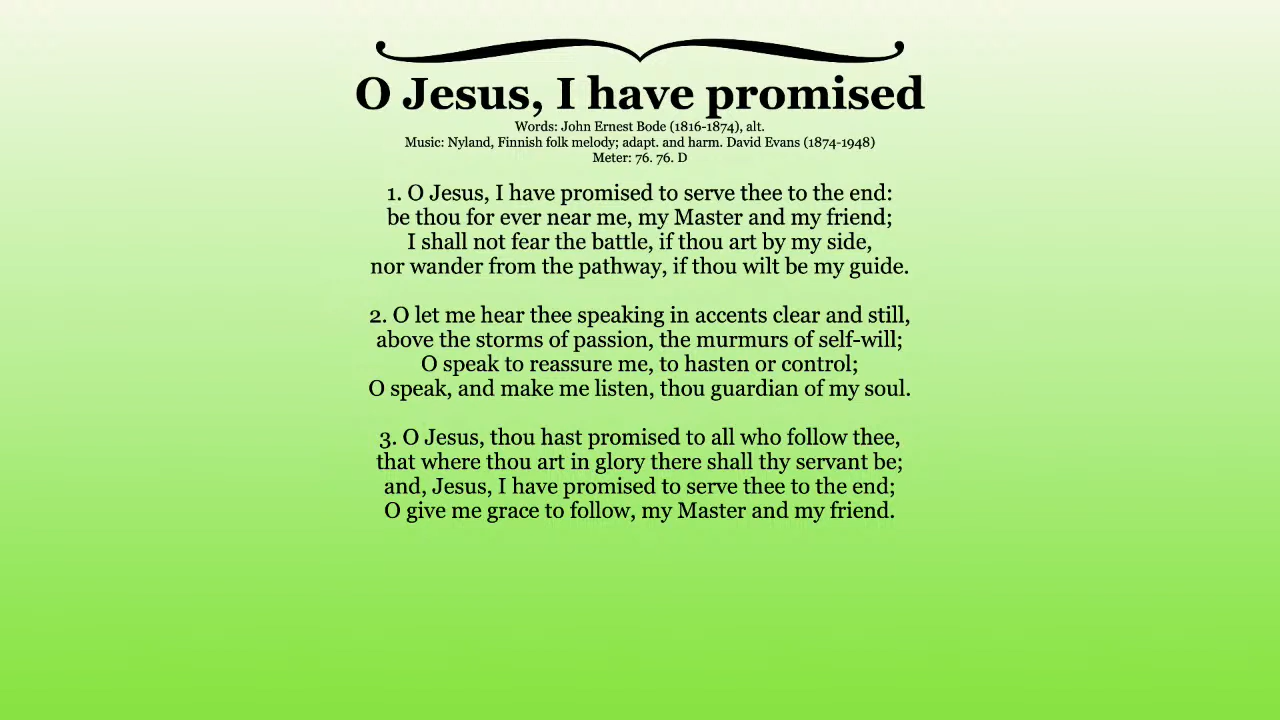 O Jesus, I have promised
Words: John Ernest Bode (1816-1874), alt.
Music: Nyland, Finnish folk melody; adapt. and harm. David Evans (1874-1948)
Meter: 76. 76. D
1. O Jesus, I have promised to serve thee to the end:
be thou for ever near me, my Master and my friend;
I shall not fear the battle, if thou art by my side,
nor wander from the pathway, if thou wilt be my guide.
2. O let me hear thee speaking in accents clear and still,
above the storms of passion, the murmurs of self-will;
O speak to reassure me, to hasten or control;
O speak, and make me listen, thou guardian of my soul.
3. O Jesus, thou hast promised to all who follow thee,
that where thou art in glory there shall thy servant be;
and, Jesus, I have promised to serve thee to the end;
O give me grace to follow, my Master and my friend.